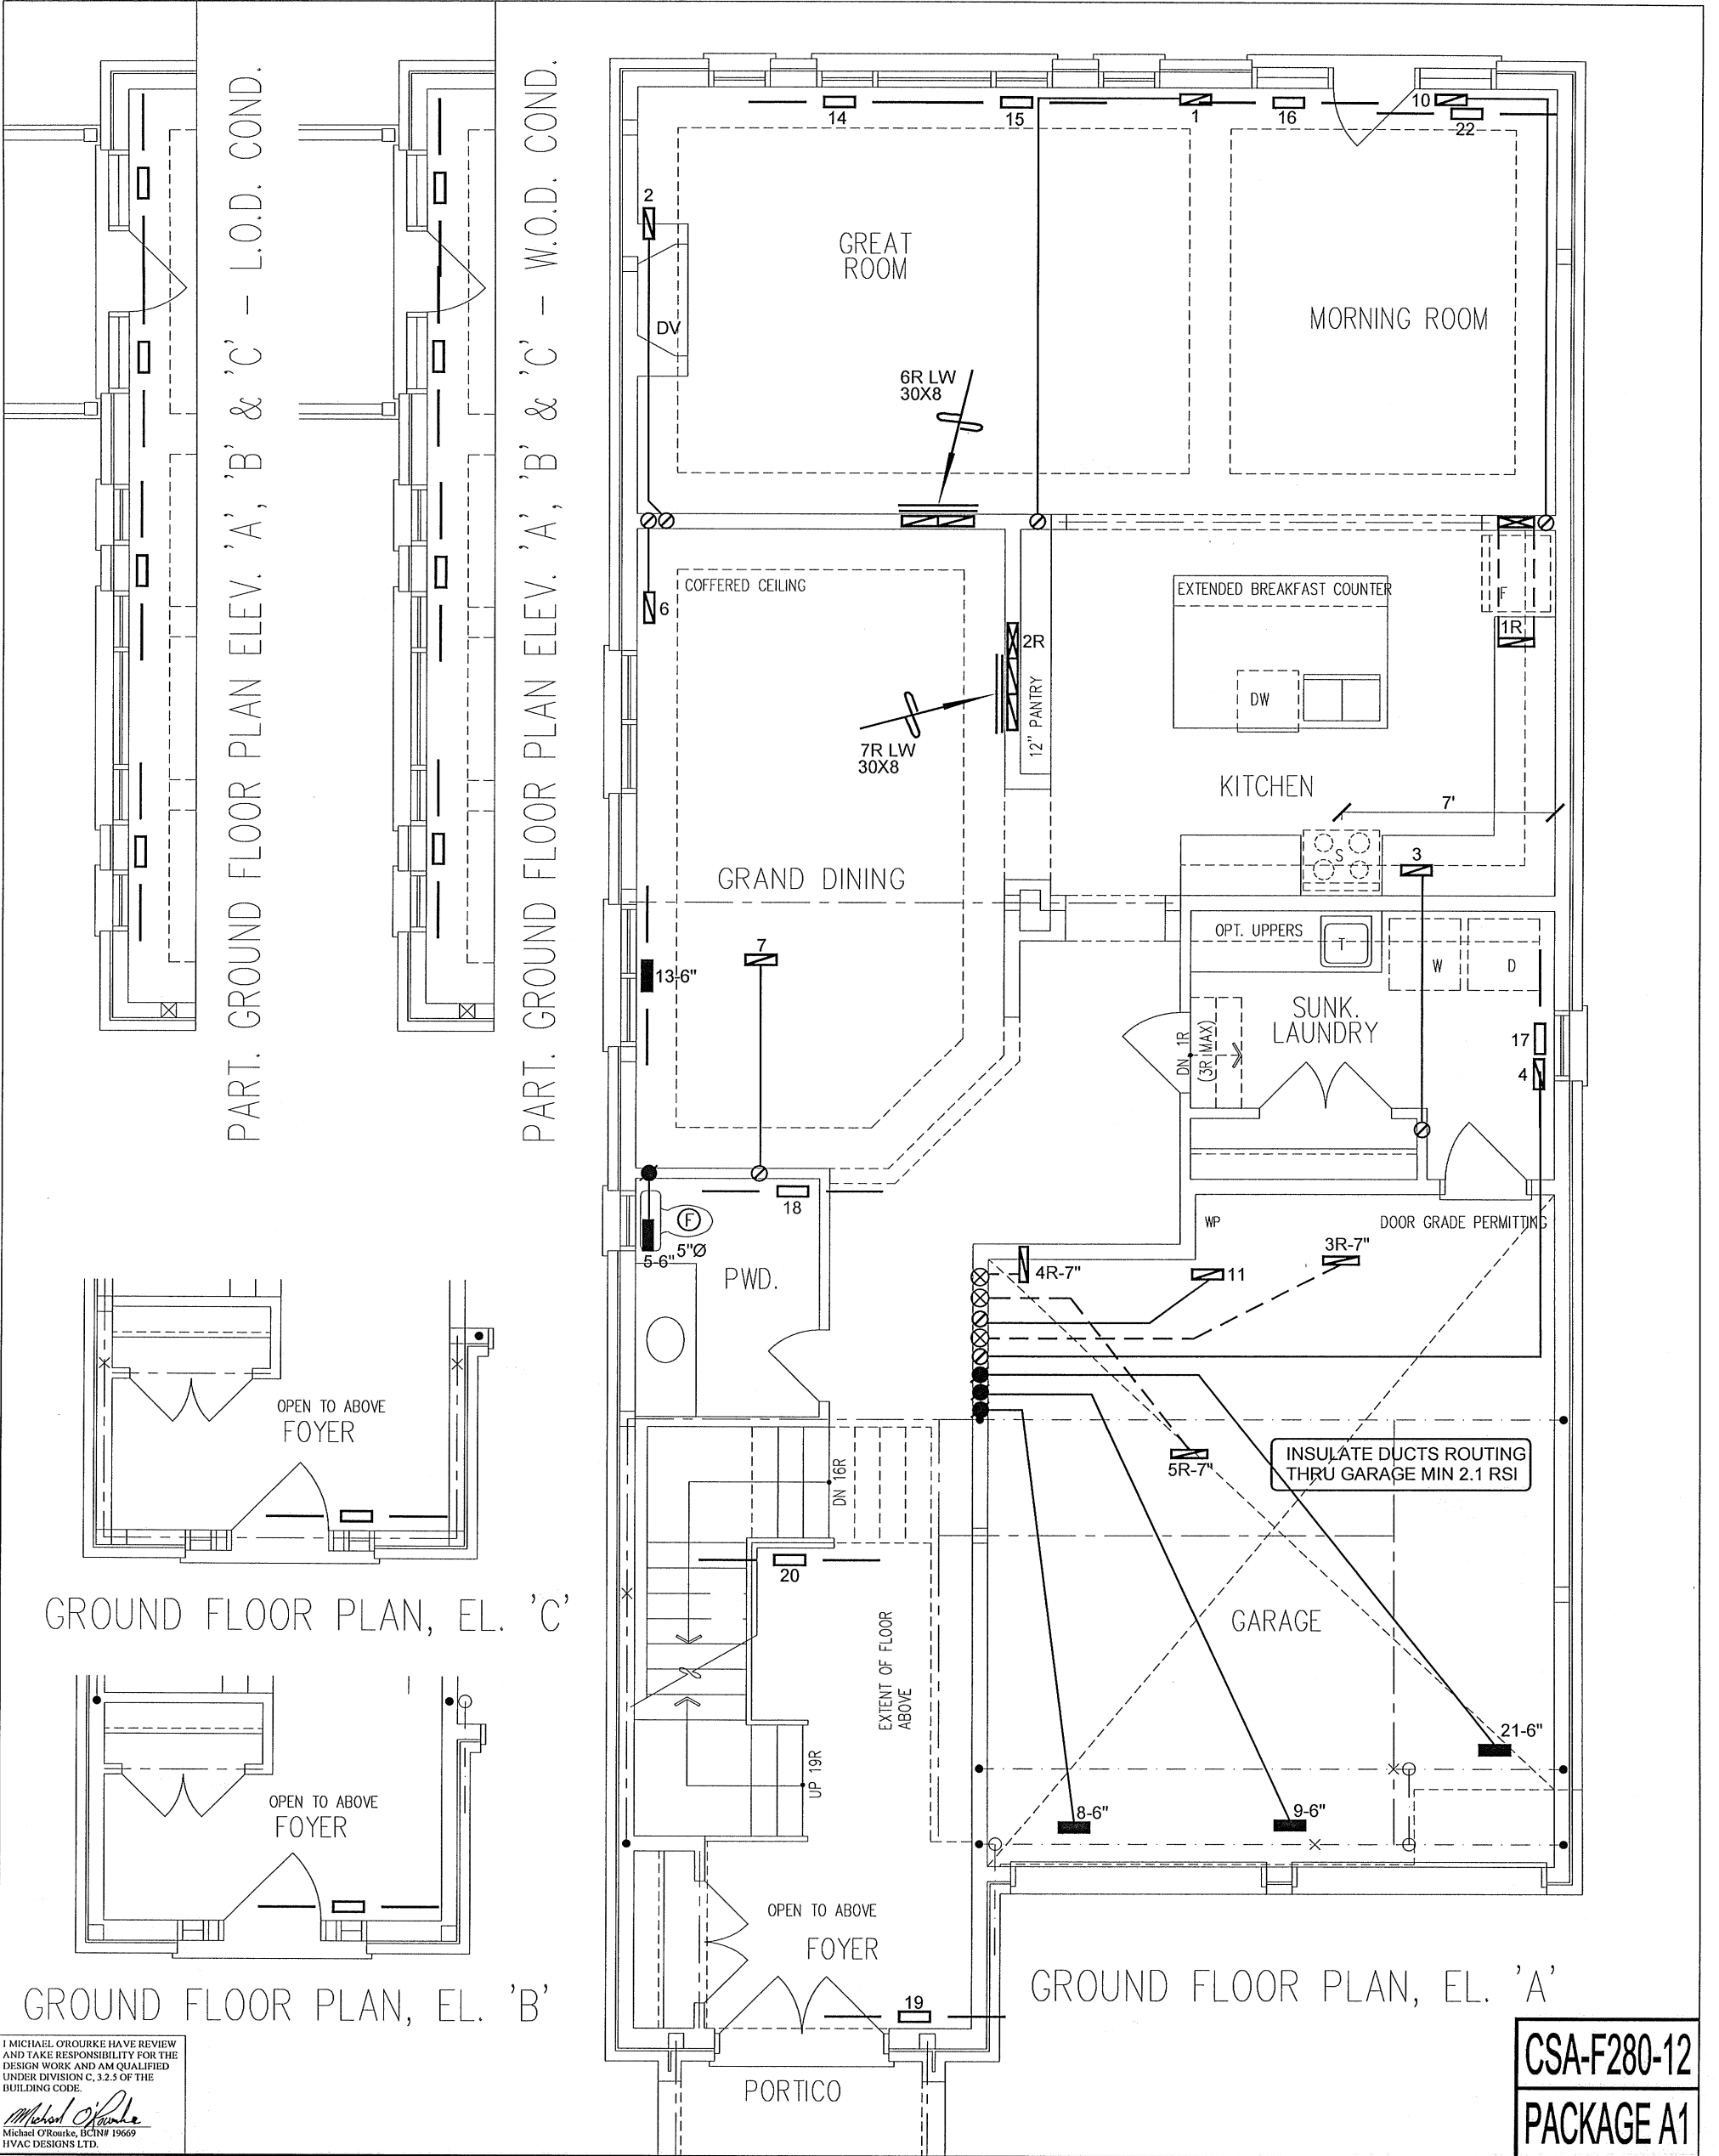 PART. GROUND FLOOR PLAN ELEV. 'A', 'B' & 'C' - L.O.D. COND.
PART. GROUND FLOOR PLAN ELEV. 'A', 'B' & 'C' - W.O.D. COND.
14
15
1
16
10
22
2
GREAT
ROOM
MORNING ROOM
DV
6R LW
30X8
COFFERED CEILING
EXTENDED BREAKFAST COUNTER
F
6
2R
1R
12" PANTRY
DW
7R LW
30X8
KITCHEN
7'
S
3
GRAND DINING
7
13-6"
OPT. UPPERS
T
W
D
SUNK.
LAUNDRY
DN 1R
(3R MAX)
17
4
18
F
5-6"
5"Ø
PWD.
WP
DOOR GRADE PERMITTING
4R-7"
11
3R-7"
5R-7"
INSULATE DUCTS ROUTING
THRU GARAGE MIN 2.1 RSI
DN 16R
20
EXTENT OF FLOOR
ABOVE
GARAGE
UP 19R
21-6"
8-6"
9-6"
OPEN TO ABOVE
FOYER
19
PORTICO
GROUND FLOOR PLAN, EL. 'A'
OPEN TO ABOVE
FOYER
GROUND FLOOR PLAN, EL. 'C'
OPEN TO ABOVE
FOYER
GROUND FLOOR PLAN, EL. 'B'
I MICHAEL O'ROURKE HAVE REVIEW
AND TAKE RESPONSIBILITY FOR THE
DESIGN WORK AND AM QUALIFIED
UNDER DIVISION C, 3.2.5 OF THE
BUILDING CODE.
Michael O'Rourke
Michael O'Rourke, BCIN# 19669
HVAC DESIGNS LTD.
CSA-F280-12
PACKAGE A1